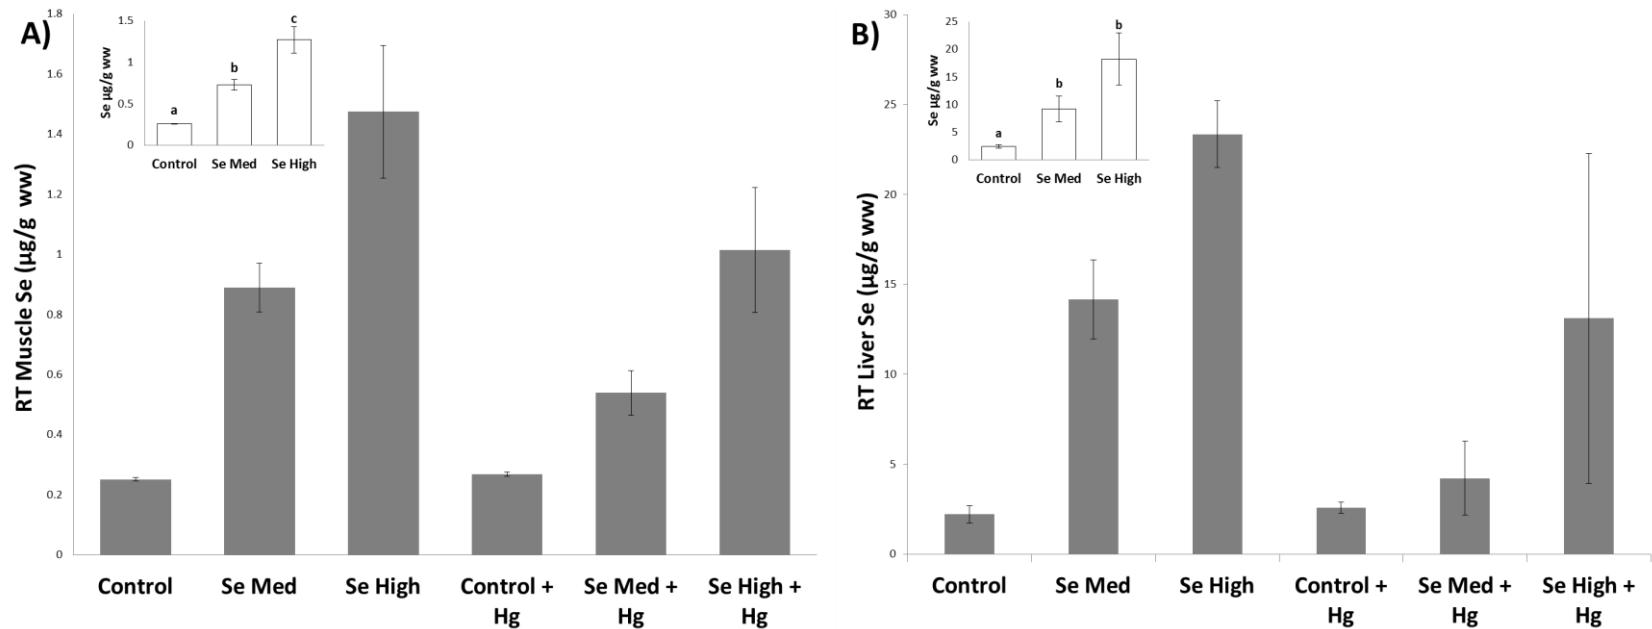 A)
RT Muscle Se (µg/g ww)
1.8
1.6
1.4
1.2
1
0.8
0.6
0.4
0.2
0
Se µg/g ww
1.5
1
0.5
0
a
b
c
Control Se Med Se High
Control Se Med Se High Control + Se Med + Se High +
Hg Hg Hg
B)
RT Liver Se (µg/g ww)
30
25
20
15
10
5
0
Se µg/g ww
25
20
15
10
5
0
a
b
b
Control Se Med Se High
Control Se Med Se High Control + Se Med + Se High +
Hg Hg Hg